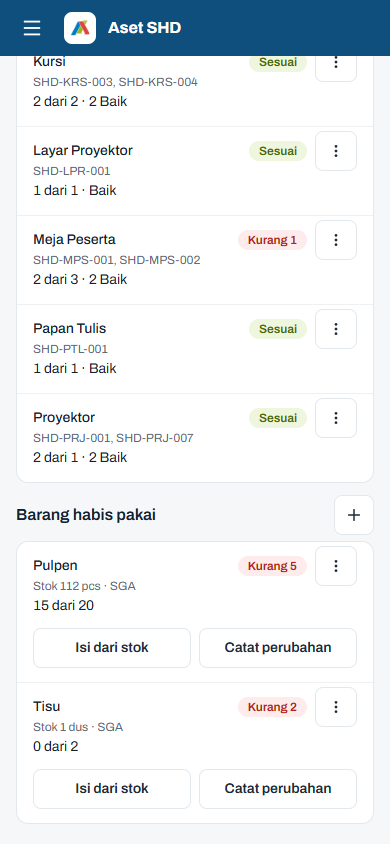 Aset SHD
Kursi
Sesuai
SHD-KRS-003, SHD-KRS-004
2 dari 2 · 2 Baik
Layar Proyektor
Sesuai
SHD-LPR-001
1 dari 1 · Baik
Meja Peserta
Kurang 1
SHD-MPS-001, SHD-MPS-002
2 dari 3 · 2 Baik
Papan Tulis
Sesuai
SHD-PTL-001
1 dari 1 · Baik
Proyektor
Sesuai
SHD-PRJ-001, SHD-PRJ-007
2 dari 1 · 2 Baik
Barang habis pakai
Pulpen
Kurang 5
Stok 112 pcs · SGA
15 dari 20
Isi dari stok
Catat perubahan
Tisu
Kurang 2
Stok 1 dus · SGA
0 dari 2
Isi dari stok
Catat perubahan